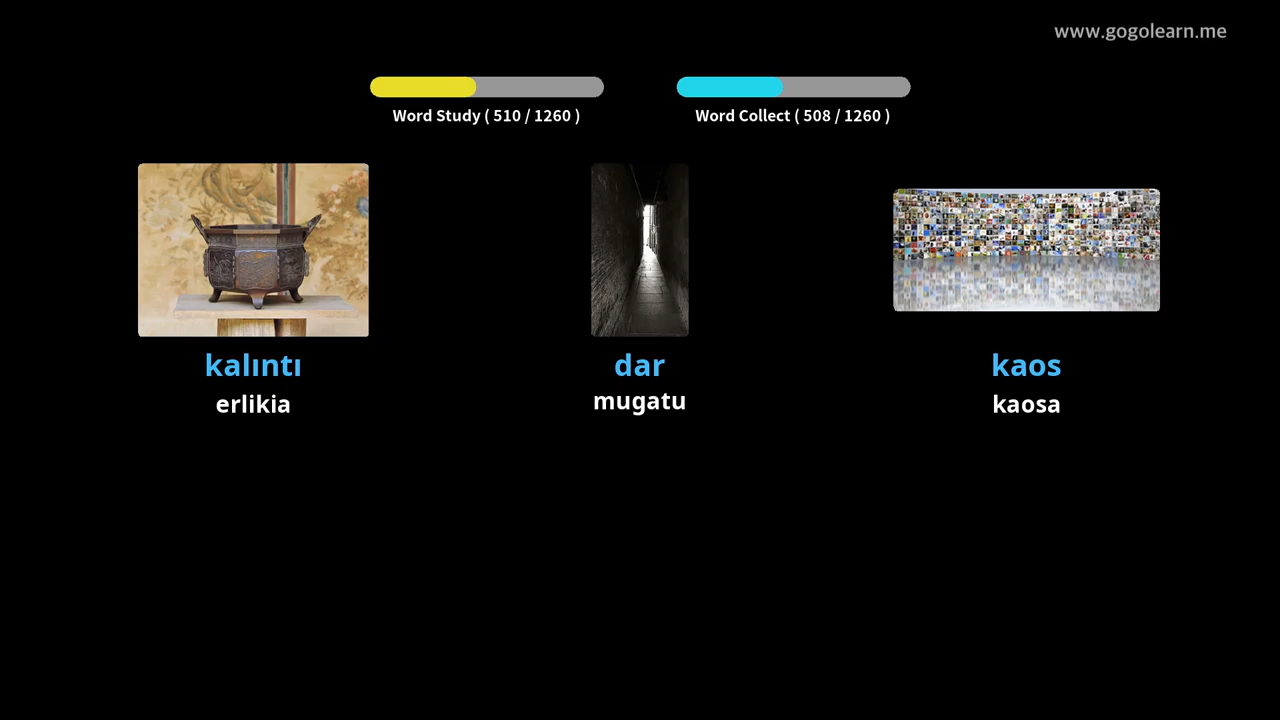 www.gogolearn.me
Word Study ( 510 / 1260 )
Word Collect ( 508 / 1260 )
kalıntı
erlikia
dar
mugatu
kaos
kaosa